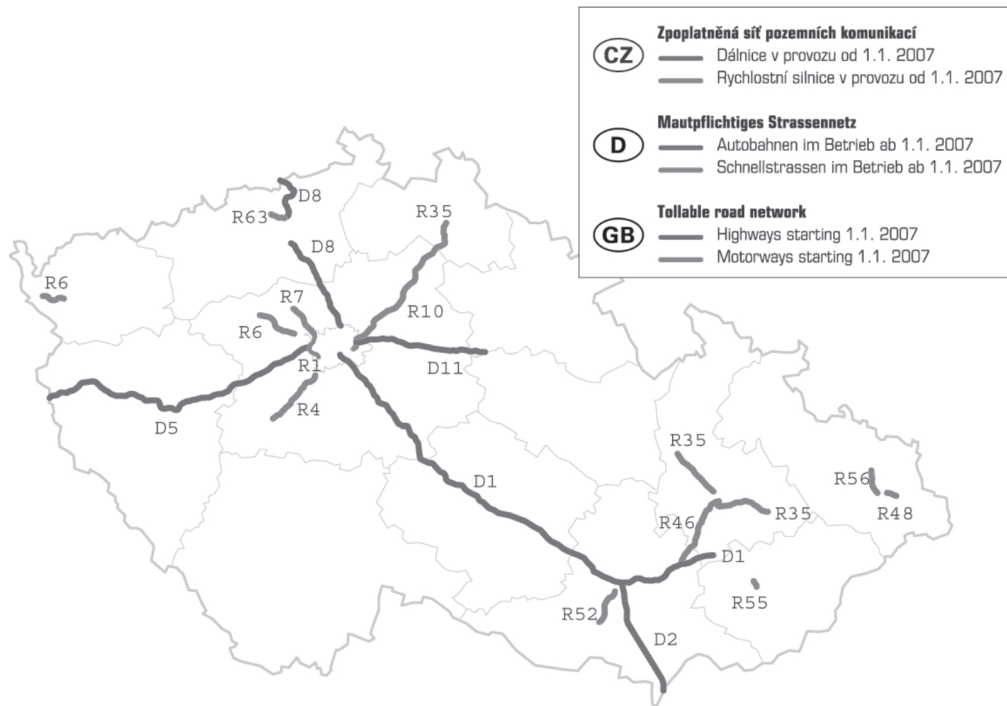 CZ
Zpoplatněná síť pozemních komunikací
Dálnice v provozu od 1.1. 2007
Rychlostní silnice v provozu od 1.1. 2007
D
Mautpflichtiges Strassennetz
Autobahnen im Betrieb ab 1.1. 2007
Schnellstrassen im Betrieb ab 1.1. 2007
GB
Tollable road network
Highways starting 1.1. 2007
Motorways starting 1.1. 2007
D8
R63
R35
D8
R6
R7
R10
R6
R1
D11
R4
D5
R35
D1
R56
R48
R46
R35
D1
R55
R52
D2